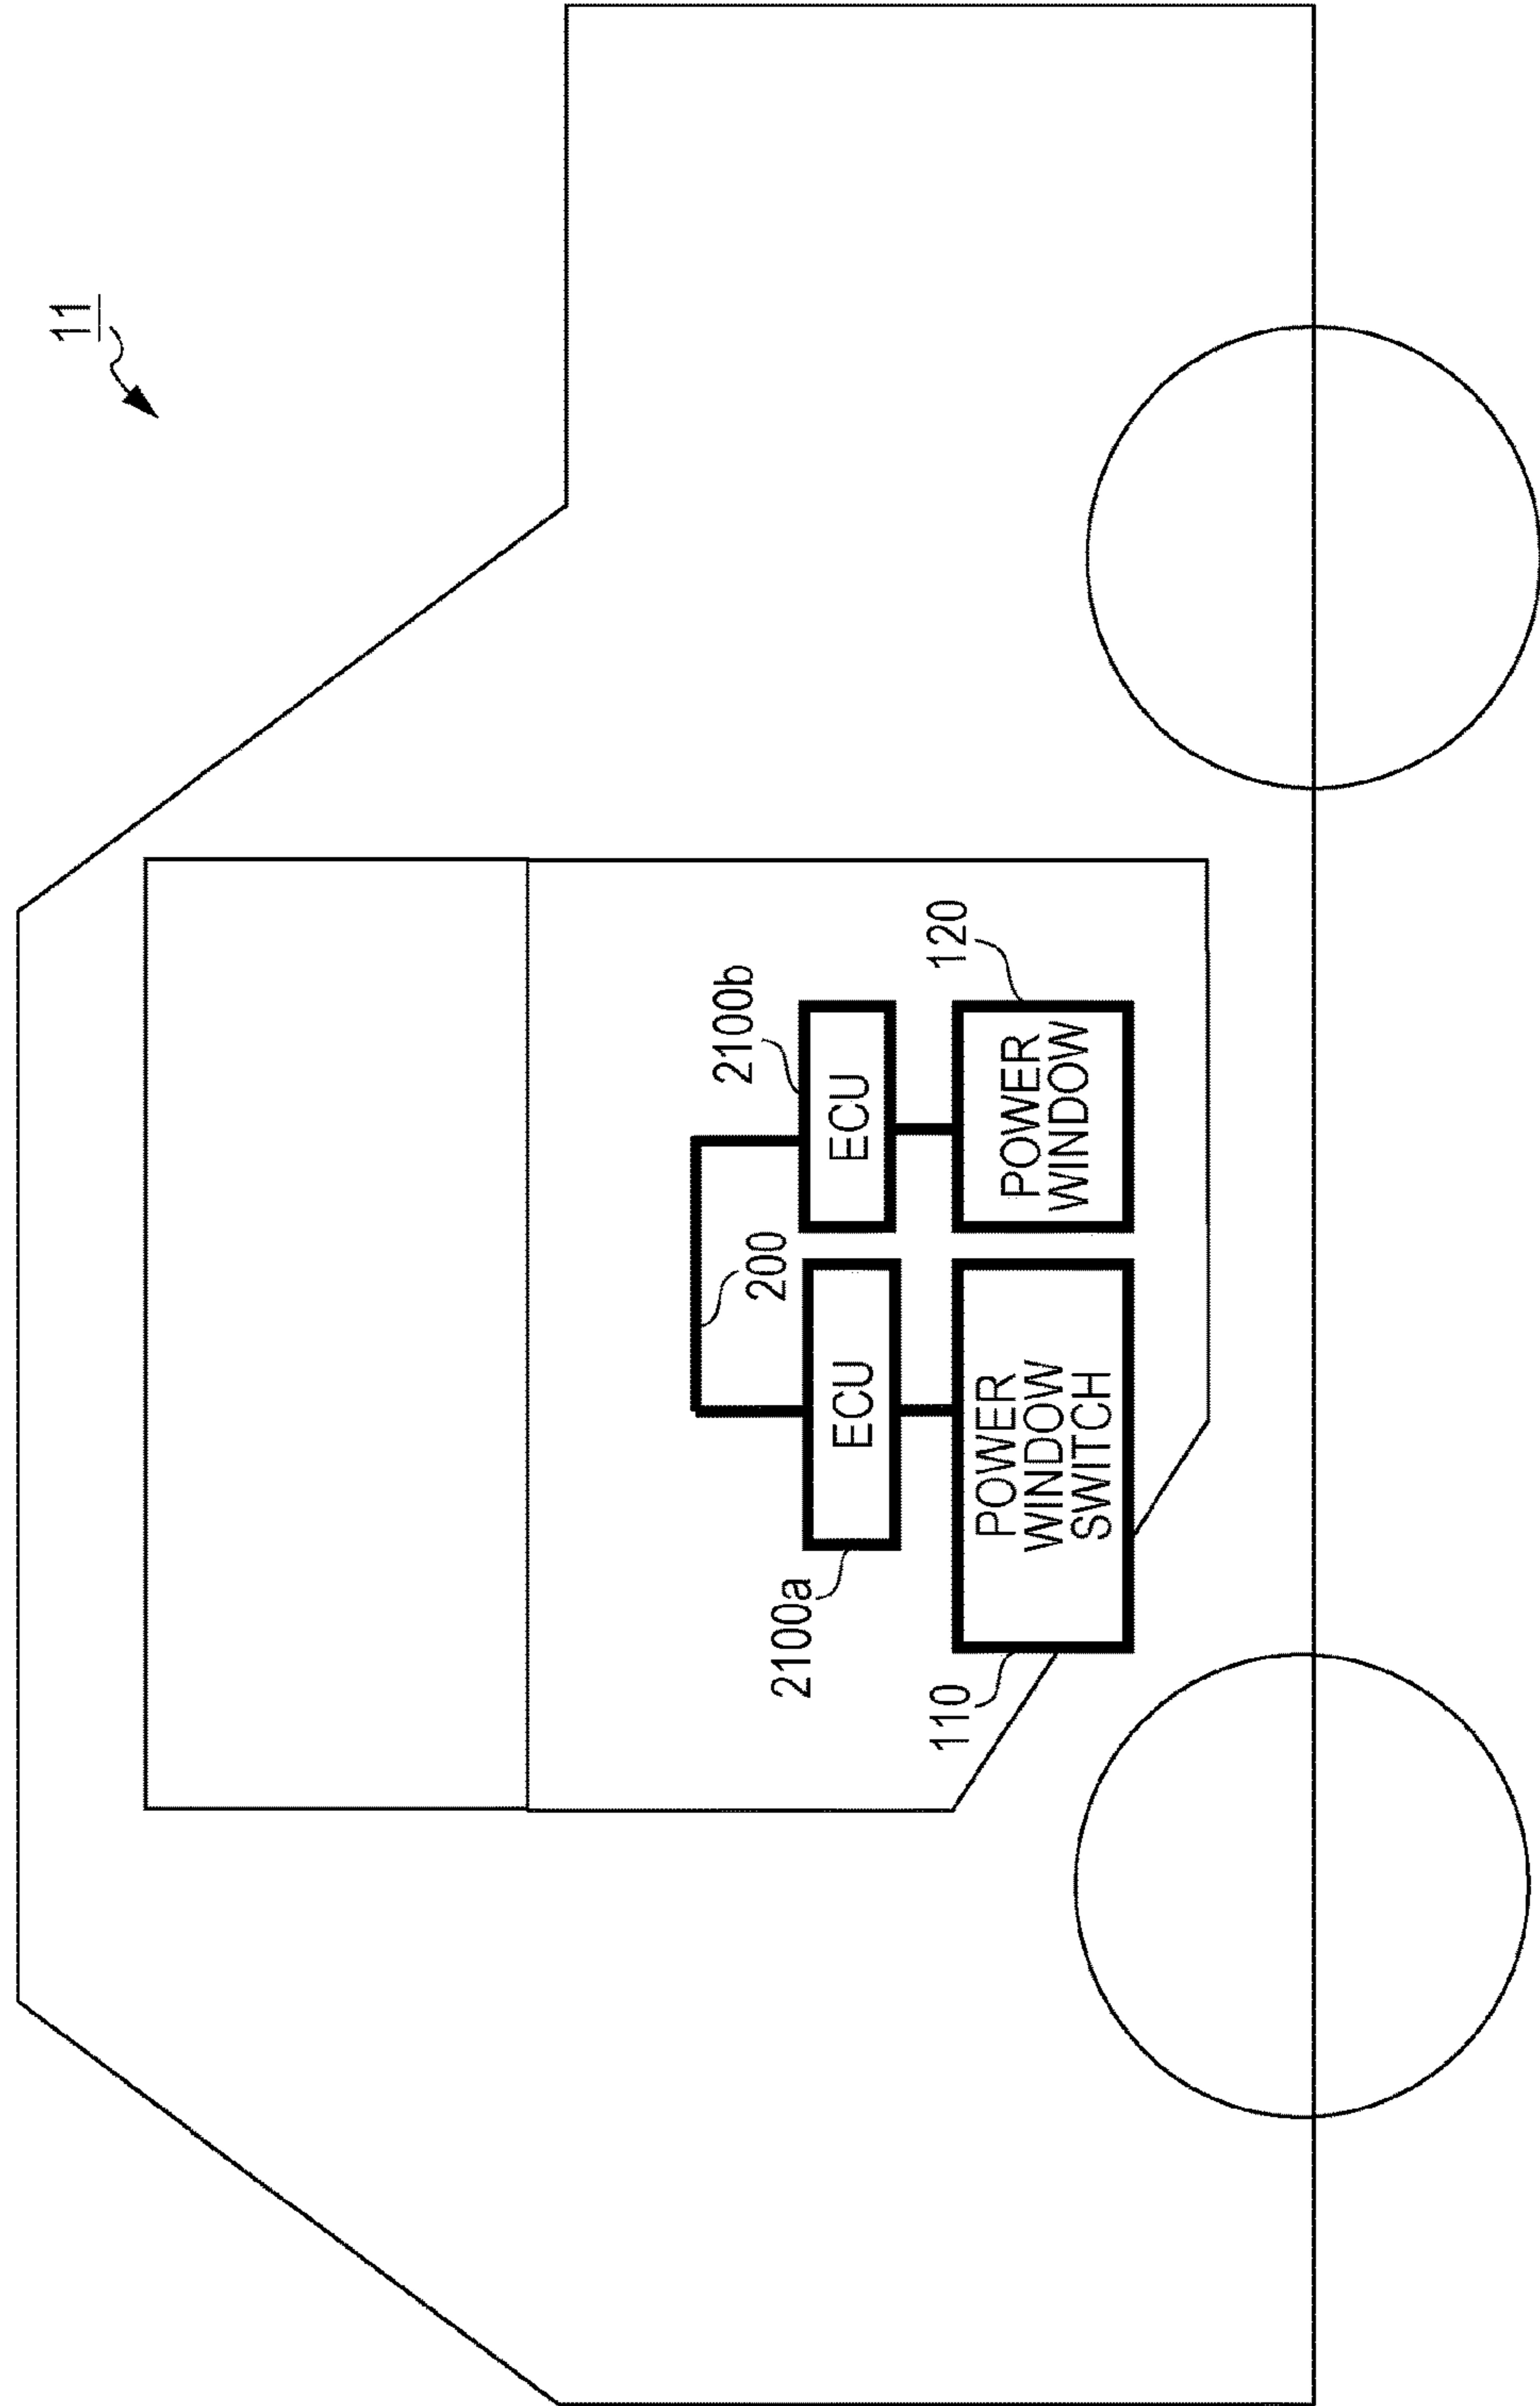 11
2100b
200
2100a
ECU
ECU
120
110
POWER
WINDOW
SWITCH
POWER
WINDOW